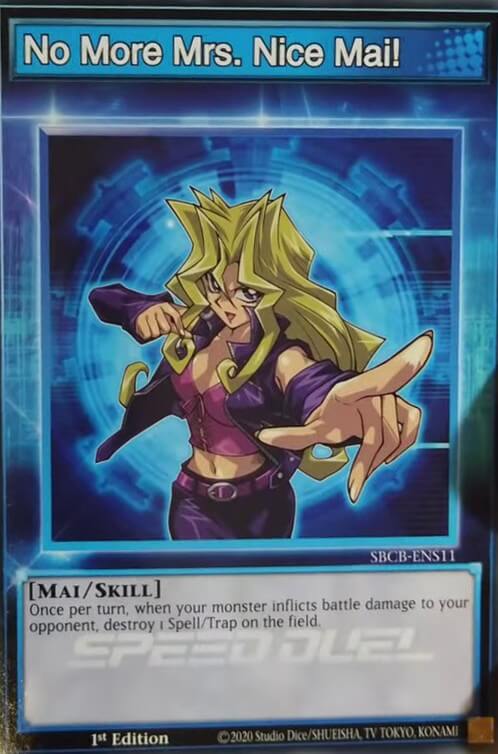 No More Mrs. Nice Mai!
SBCB-ENS11
[MAI/SKILL]
Once per turn, when your monster inflicts battle damage to your
opponent, destroy 1 Spell/Trap on the field.
SPEED DUEL
1st Edition
©2020 Studio Dice/SHUEISHA, TV TOKYO, KONAMI